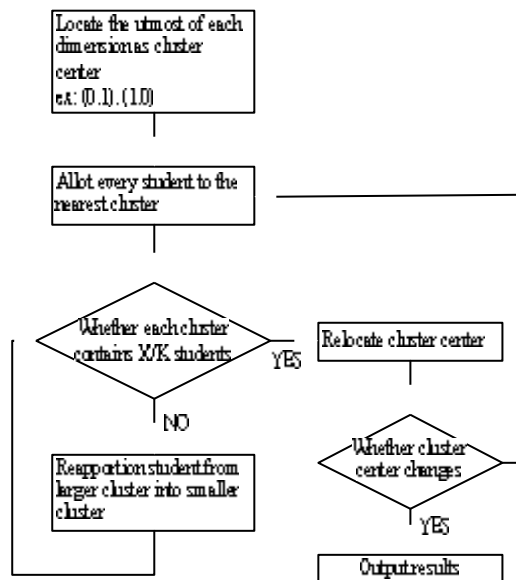 Locate the utmost of each
dimension as cluster
center
ex: (0,1), (1,0)
Allot every student to the
nearest cluster
Whether each cluster
contains X/K students
YES
NO
Reapportion student from
larger cluster into smaller
cluster
Relocate cluster center
Whether cluster
center changes
YES
Output results